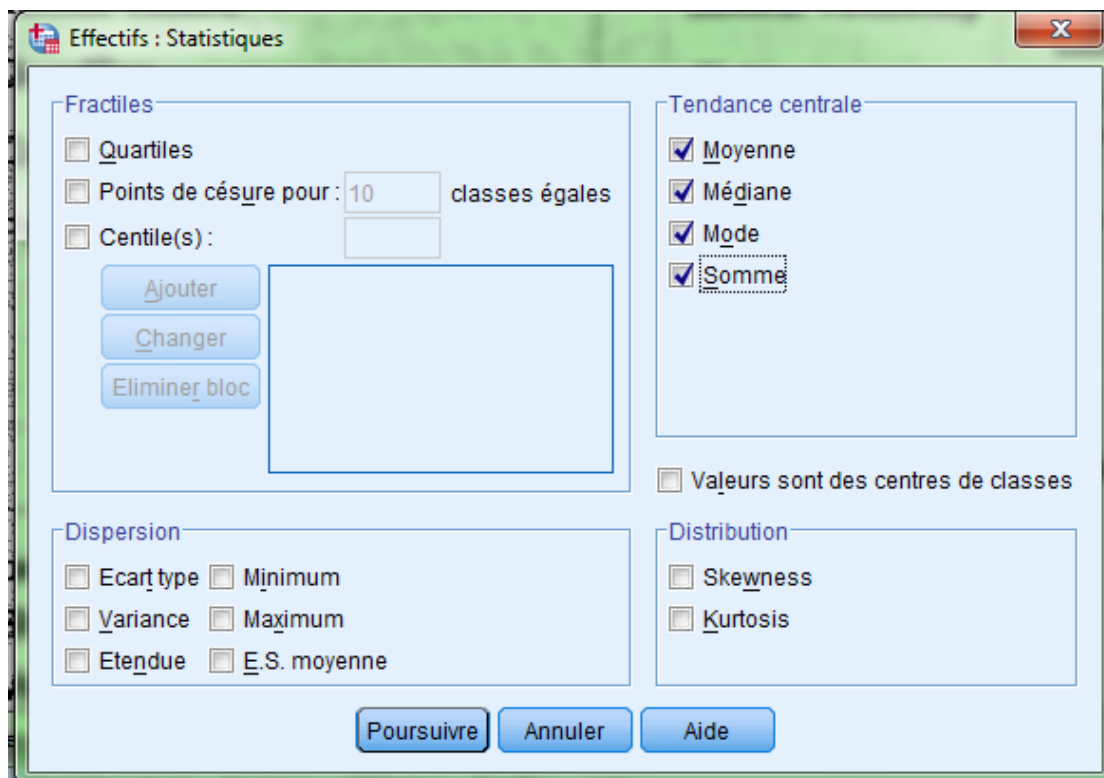 Effectifs : Statistiques
Fractiles
Quartiles
Points de césure pour : 10 classes égales
Centile(s) :
Ajouter
Changer
Eliminer bloc
Tendance centrale
Moyenne
Médiane
Mode
Somme
Valeurs sont des centres de classes
Dispersion
Ecart type Minimum
Variance Maximum
Etendue E.S. moyenne
Distribution
Skewness
Kurtosis
Poursuivre Annuler Aide